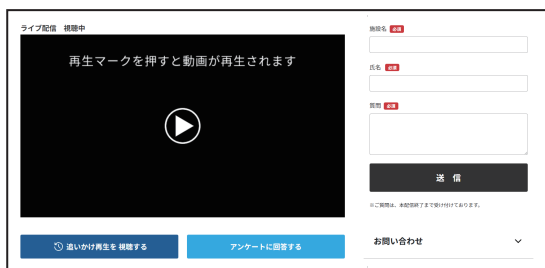 ライブ配信 視聴中
再生マークを押すと動画が再生されます
追いかけ再生を 視聴する
アンケートに回答する
施設名 必須
氏名 必須
質問 必須
送 信
※ご質問は、本配信終了まで受け付けております。
お問い合わせ